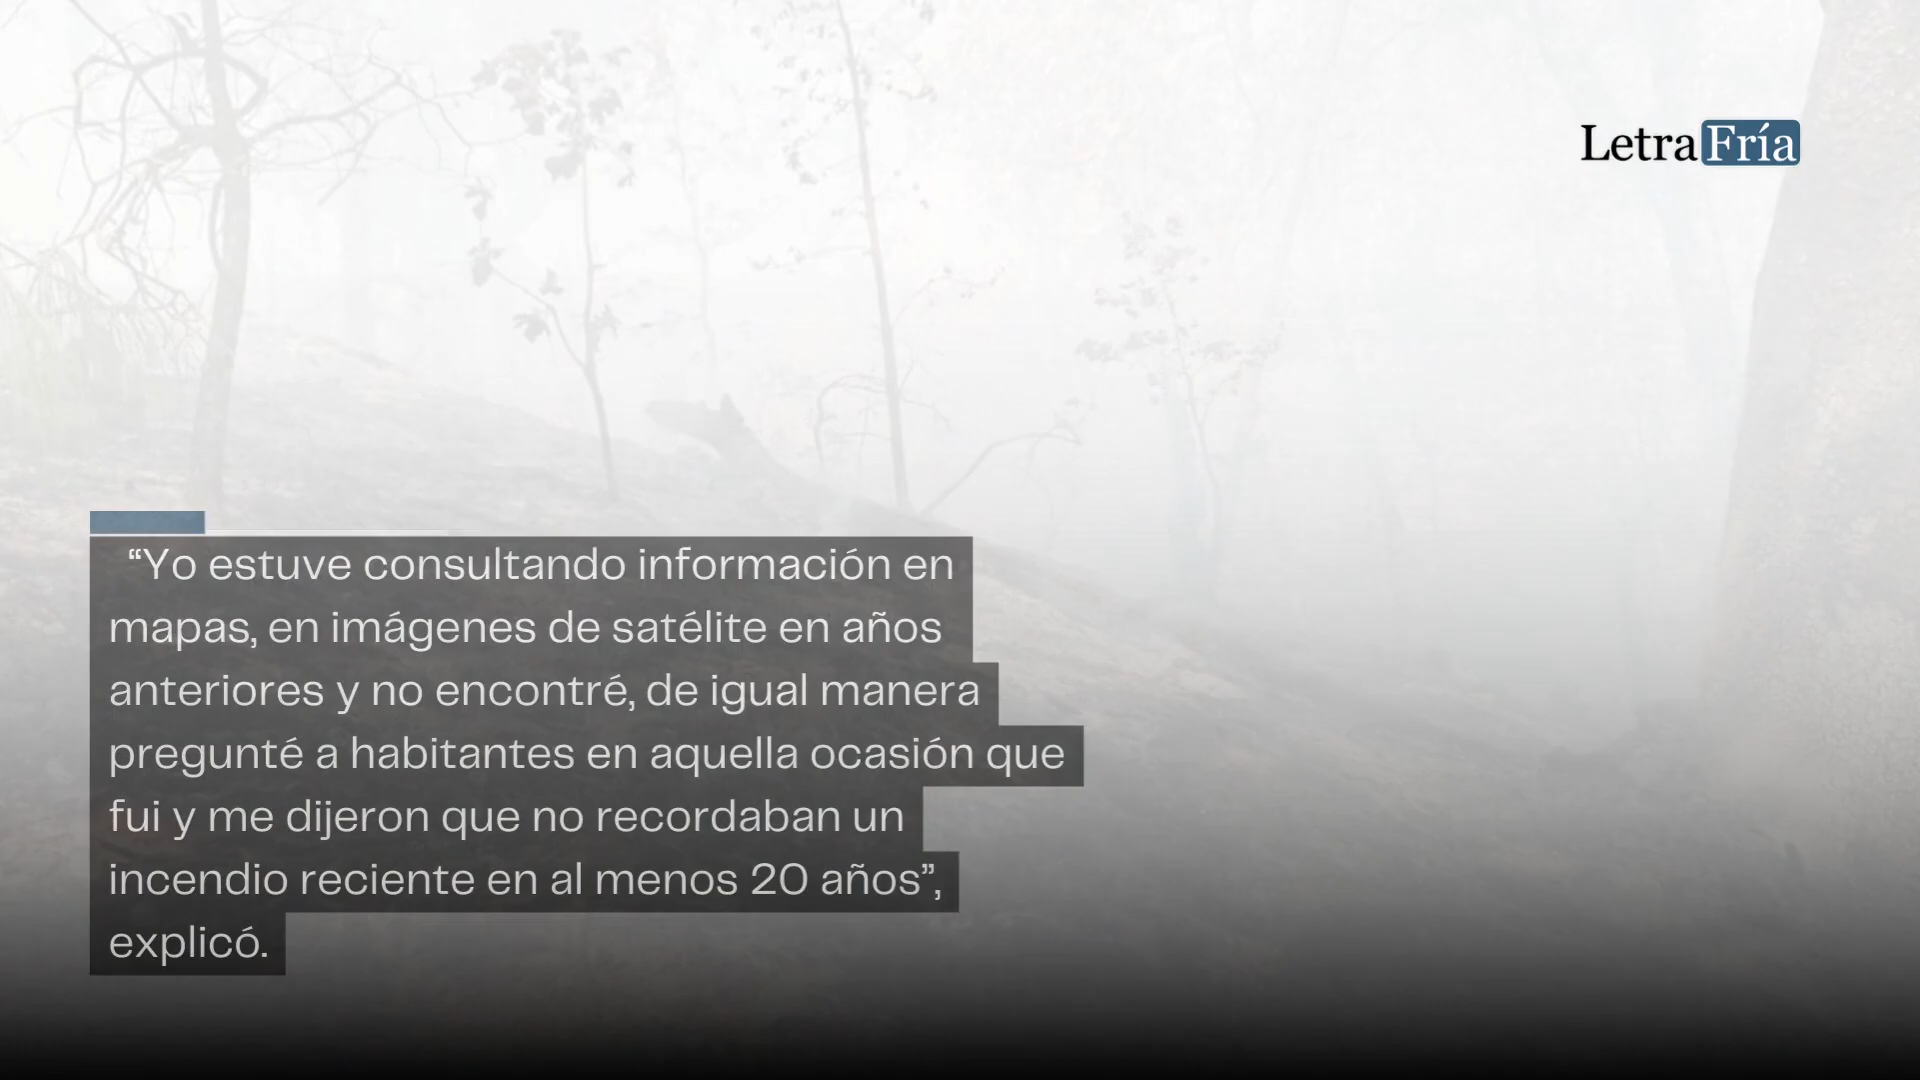 Letra Fría
“Yo estuve consultando información en
mapas, en imágenes de satélite en años
anteriores y no encontré, de igual manera
pregunté a habitantes en aquella ocasión que
fui y me dijeron que no recordaban un
incendio reciente en al menos 20 años”,
explicó.